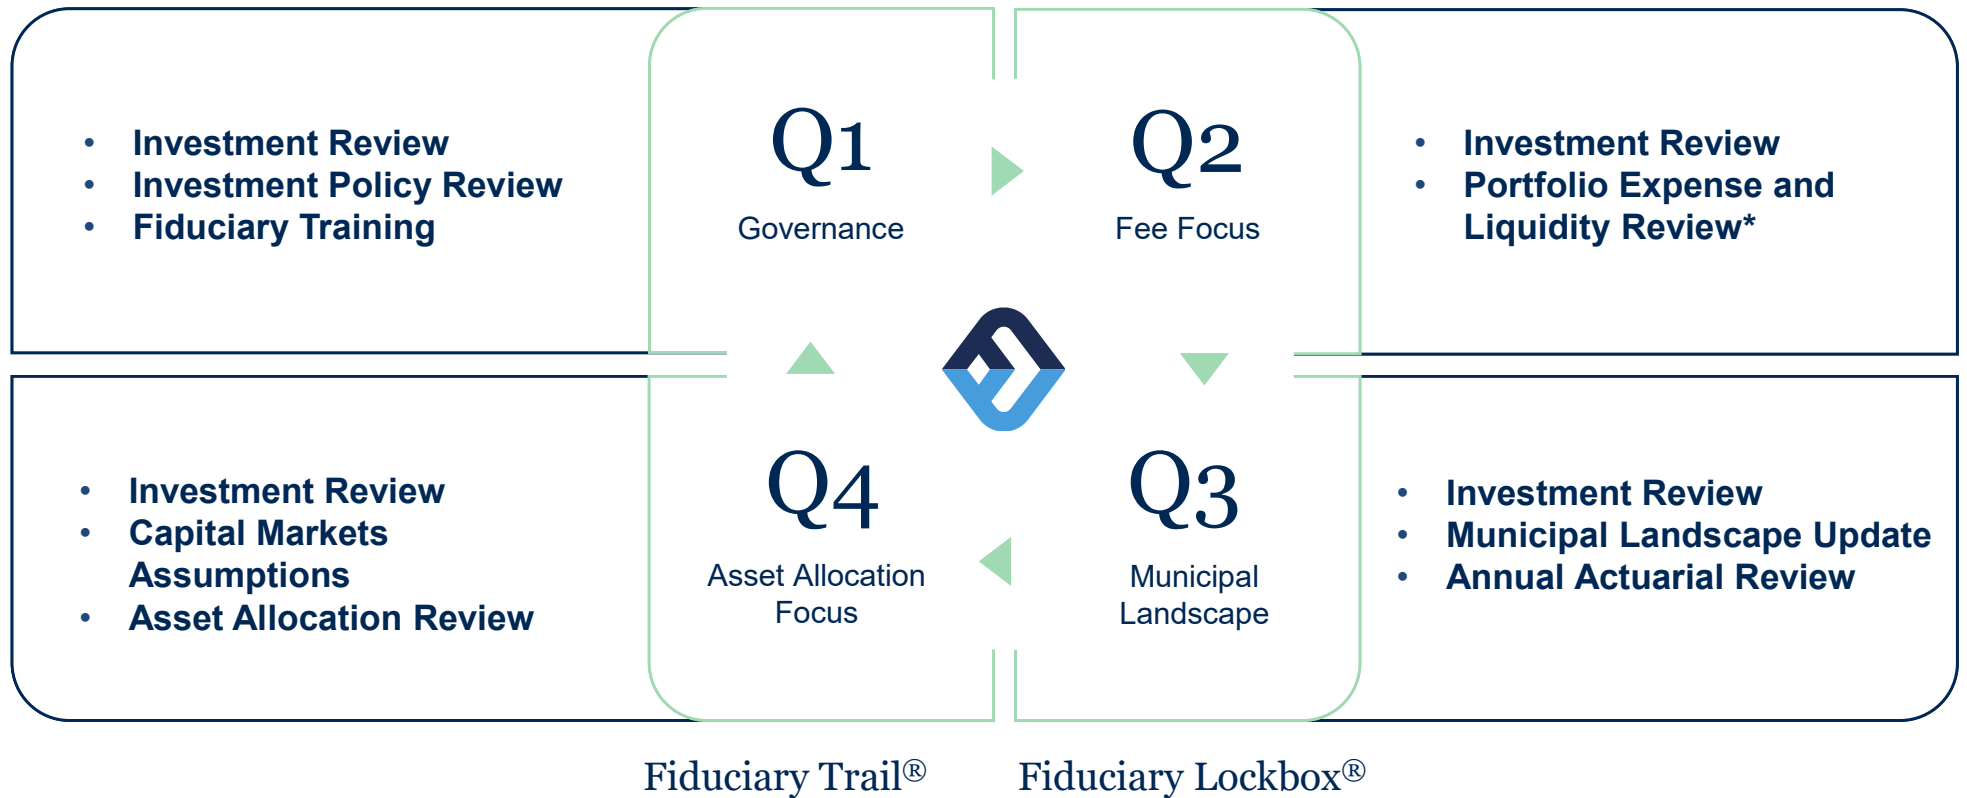 • Investment Review
• Investment Policy Review
• Fiduciary Training
Q1
Governance
Q2
Fee Focus
• Investment Review
• Portfolio Expense and
Liquidity Review*
• Investment Review
• Capital Markets
Assumptions
• Asset Allocation Review
Q4
Asset Allocation
Focus
Q3
Municipal
Landscape
• Investment Review
• Municipal Landscape Update
• Annual Actuarial Review
Fiduciary Trail®
Fiduciary Lockbox®